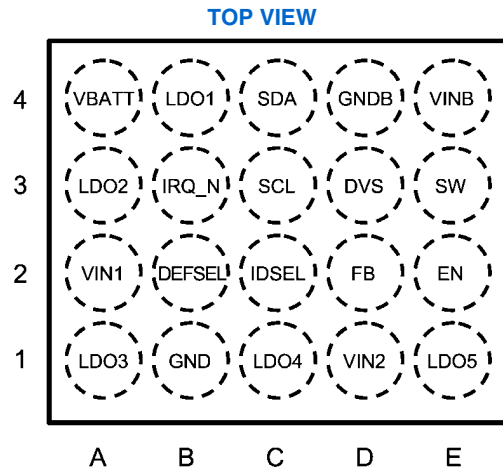 TOP VIEW
4 VBATT LDO1 SDA GNDB VINB
3 LDO2 IRQ_N SCL DVS SW
2 VIN1 DEFSEL IDSEL FB EN
1 LDO3 GND LDO4 VIN2 LDO5
A B C D E